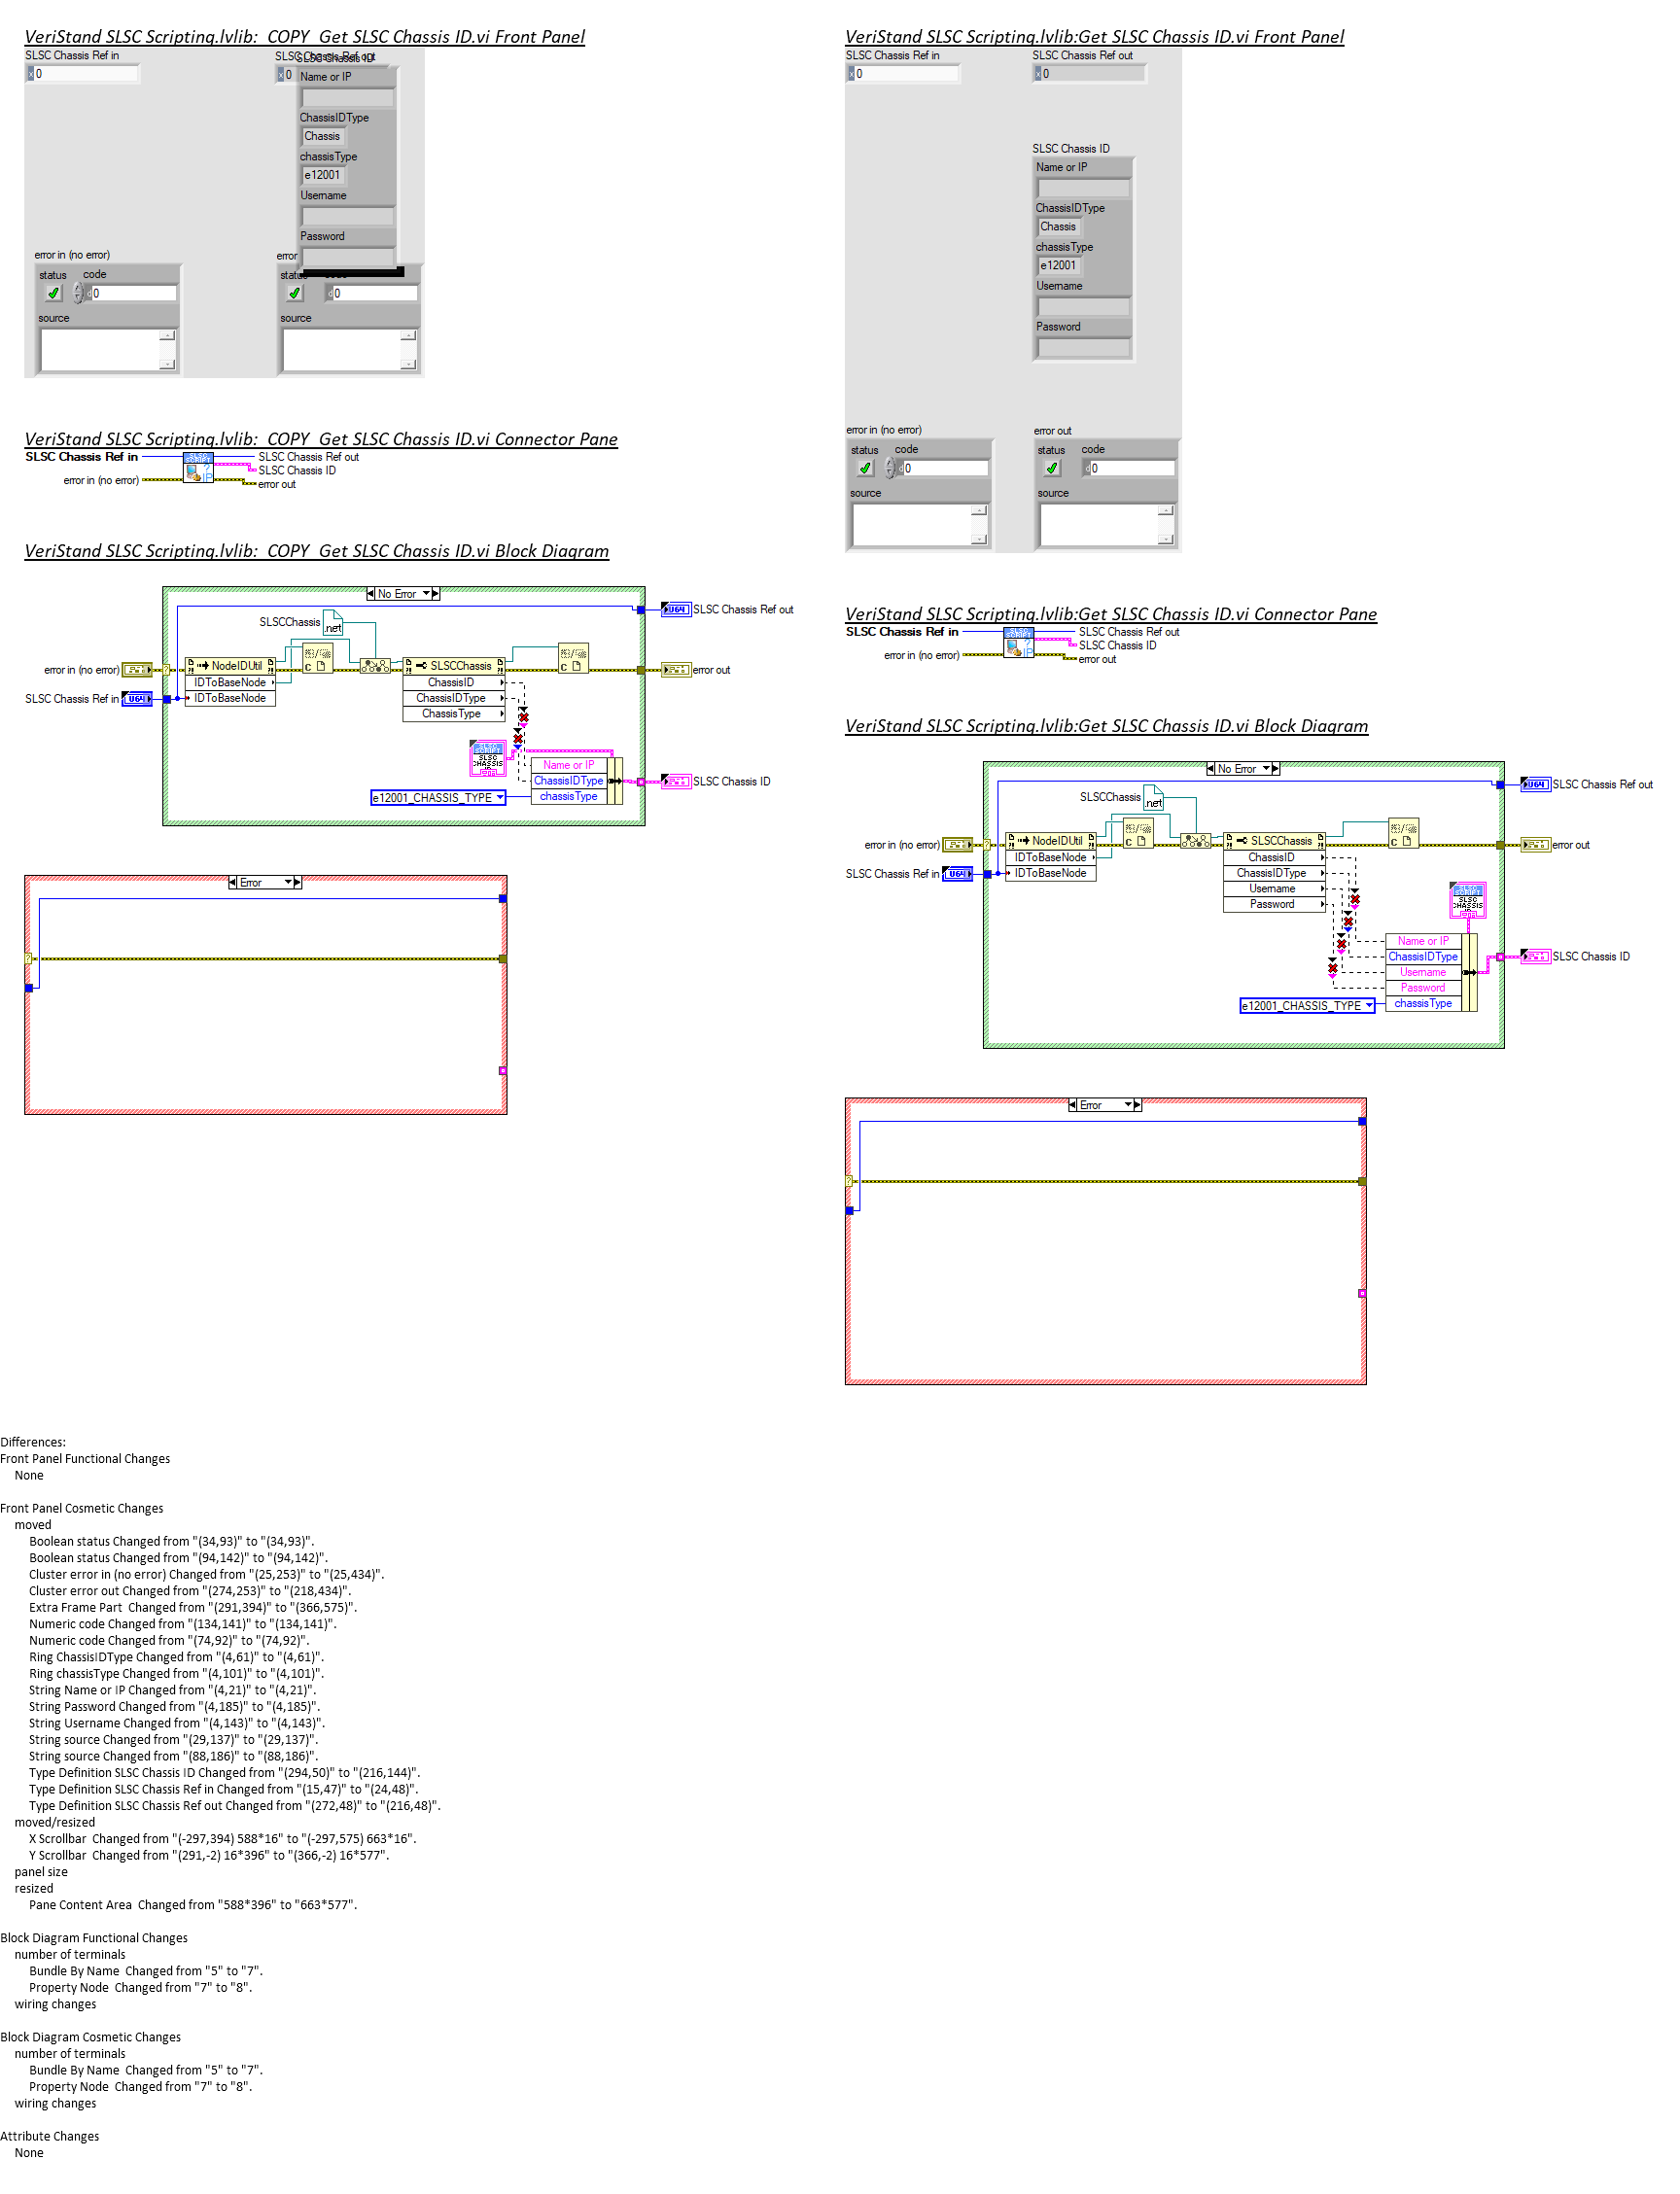 VeriStand SLSC Scripting.lvlib:_COPY_Get SLSC Chassis ID.vi Front Panel
SLSC Chassis Ref in
x 0
SLSC Chassis Ref out
SLSC Chassis ID
x 0
Name or IP
ChassisIDType
Chassis
chassisType
e12001
Username
Password
error in (no error)
status
code
d 0
source
error
status
code
d 0
source
VeriStand SLSC Scripting.lvlib:_COPY_Get SLSC Chassis ID.vi Connector Pane
SLSC Chassis Ref in
SLSC Chassis Ref out
SLSC Chassis ID
error in (no error)
error out
VeriStand SLSC Scripting.lvlib:_COPY_Get SLSC Chassis ID.vi Block Diagram
No Error
U64
SLSC Chassis Ref out
SLSCChassis
.net
error in (no error)
NodeIDUtil
SLSCChassis
error out
IDToBaseNode
ChassisID
SLSC Chassis Ref in
U64
IDToBaseNode
ChassisIDType
ChassisType
SLSC
SCRIPT
SLSC
CHASSIS
ID
Name or IP
ChassisIDType
SLSC Chassis ID
e12001_CHASSIS_TYPE
chassisType
Error
VeriStand SLSC Scripting.lvlib:Get SLSC Chassis ID.vi Front Panel
SLSC Chassis Ref in
x 0
SLSC Chassis Ref out
x 0
SLSC Chassis ID
Name or IP
ChassisIDType
Chassis
chassisType
e12001
Username
Password
error in (no error)
status
code
d 0
source
error out
status
code
d 0
source
VeriStand SLSC Scripting.lvlib:Get SLSC Chassis ID.vi Connector Pane
SLSC Chassis Ref in
SLSC Chassis Ref out
SLSC Chassis ID
error in (no error)
error out
VeriStand SLSC Scripting.lvlib:Get SLSC Chassis ID.vi Block Diagram
No Error
U64
SLSC Chassis Ref out
SLSCChassis
.net
error in (no error)
NodeIDUtil
SLSCChassis
error out
IDToBaseNode
ChassisID
SLSC Chassis Ref in
U64
IDToBaseNode
ChassisIDType
Username
Password
SLSC
SCRIPT
SLSC
CHASSIS
ID
Name or IP
ChassisIDType
SLSC Chassis ID
Username
Password
e12001_CHASSIS_TYPE
chassisType
Error
Differences:
Front Panel Functional Changes
None
Front Panel Cosmetic Changes
moved
Boolean status Changed from "(34,93)" to "(34,93)".
Boolean status Changed from "(94,142)" to "(94,142)".
Cluster error in (no error) Changed from "(25,253)" to "(25,434)".
Cluster error out Changed from "(274,253)" to "(218,434)".
Extra Frame Part  Changed from "(291,394)" to "(366,575)".
Numeric code Changed from "(134,141)" to "(134,141)".
Numeric code Changed from "(74,92)" to "(74,92)".
Ring ChassisIDType Changed from "(4,61)" to "(4,61)".
Ring chassisType Changed from "(4,101)" to "(4,101)".
String Name or IP Changed from "(4,21)" to "(4,21)".
String Password Changed from "(4,185)" to "(4,185)".
String Username Changed from "(4,143)" to "(4,143)".
String source Changed from "(29,137)" to "(29,137)".
String source Changed from "(88,186)" to "(88,186)".
Type Definition SLSC Chassis ID Changed from "(294,50)" to "(216,144)".
Type Definition SLSC Chassis Ref in Changed from "(15,47)" to "(24,48)".
Type Definition SLSC Chassis Ref out Changed from "(272,48)" to "(216,48)".
moved/resized
X Scrollbar  Changed from "(-297,394) 588*16" to "(-297,575) 663*16".
Y Scrollbar  Changed from "(291,-2) 16*396" to "(366,-2) 16*577".
panel size
resized
Pane Content Area  Changed from "588*396" to "663*577".
Block Diagram Functional Changes
number of terminals
Bundle By Name  Changed from "5" to "7".
Property Node  Changed from "7" to "8".
wiring changes
Block Diagram Cosmetic Changes
number of terminals
Bundle By Name  Changed from "5" to "7".
Property Node  Changed from "7" to "8".
wiring changes
Attribute Changes
None